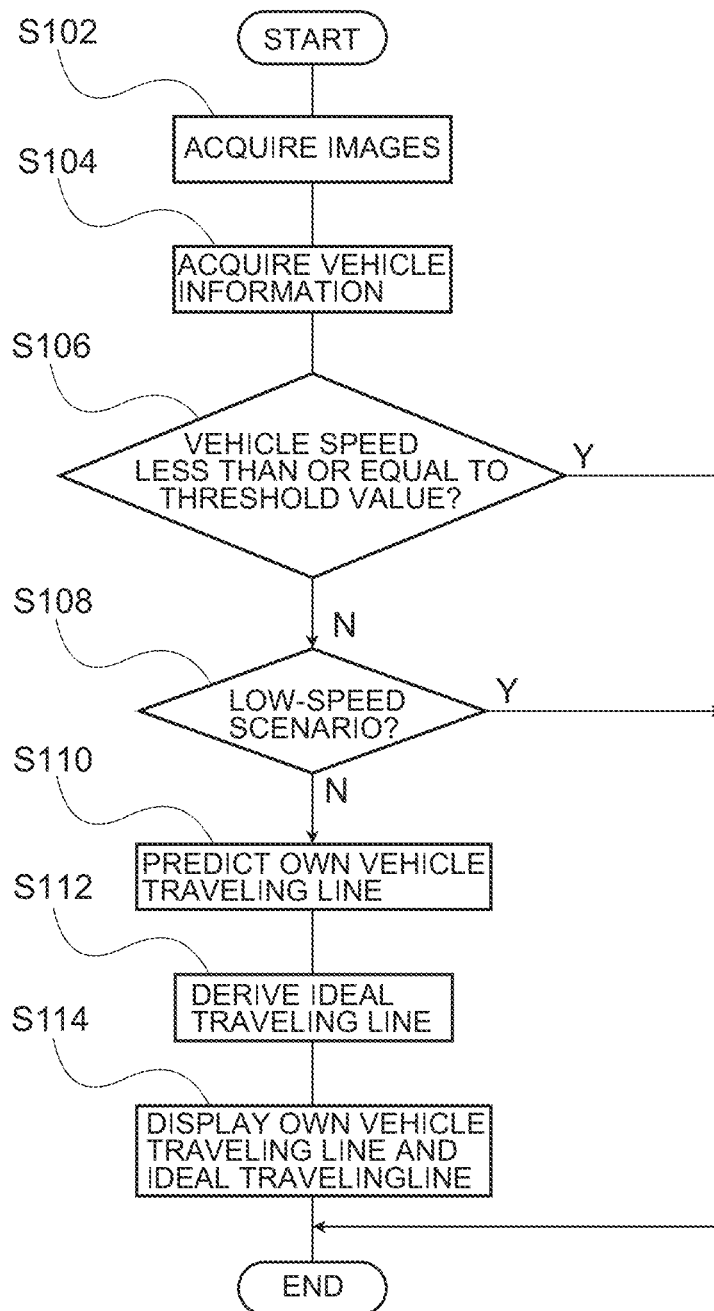 START
S102
ACQUIRE IMAGES
S104
ACQUIRE VEHICLE
INFORMATION
S106
VEHICLE SPEED
LESS THAN OR EQUAL TO
THRESHOLD VALUE?
Y
N
S108
LOW-SPEED
SCENARIO?
Y
N
S110
PREDICT OWN VEHICLE
TRAVELING LINE
S112
DERIVE IDEAL
TRAVELING LINE
S114
DISPLAY OWN VEHICLE
TRAVELING LINE AND
IDEAL TRAVELINGLINE
END